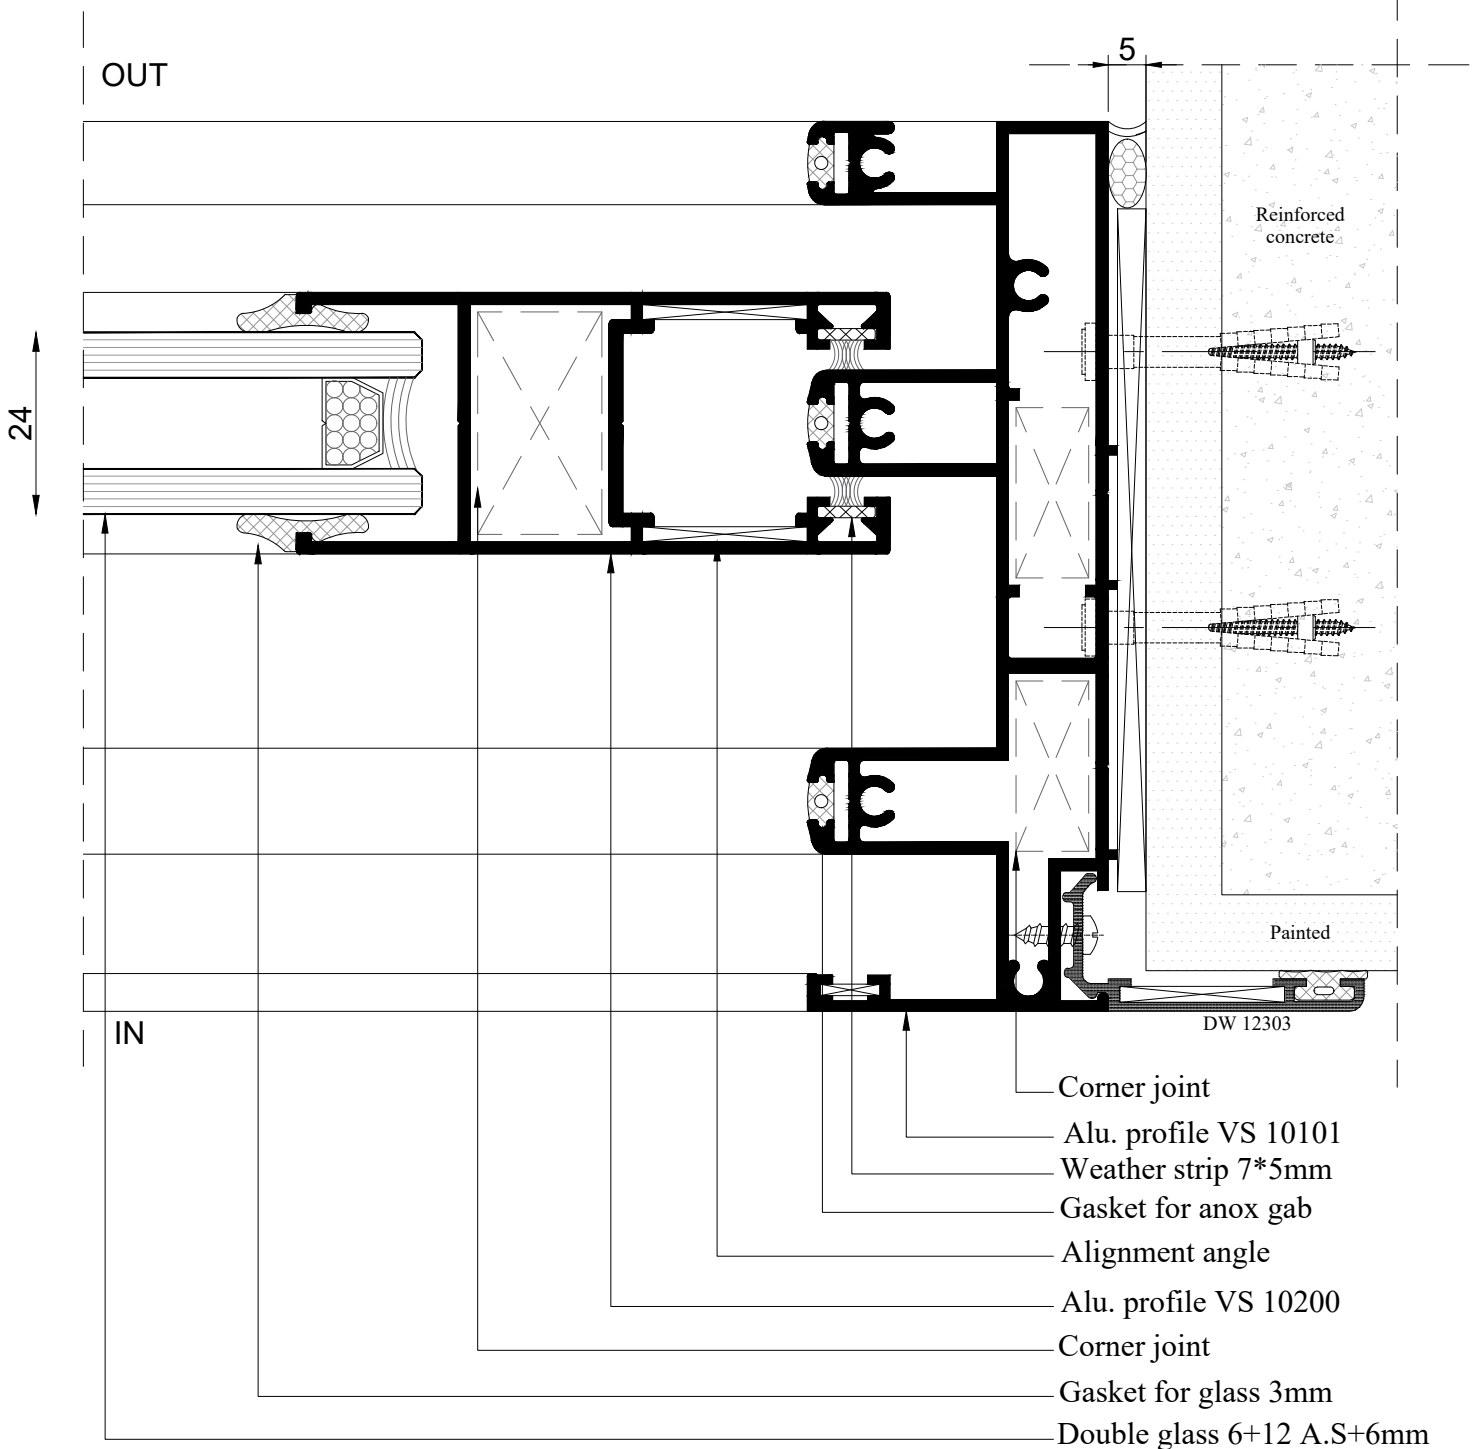 5
OUT
Reinforced
concrete
24
Painted
DW 12303
IN
Corner joint
Alu. profile VS 10101
Weather strip 7*5mm
Gasket for anox gab
Alignment angle
Alu. profile VS 10200
Corner joint
Gasket for glass 3mm
Double glass 6+12 A.S+6mm